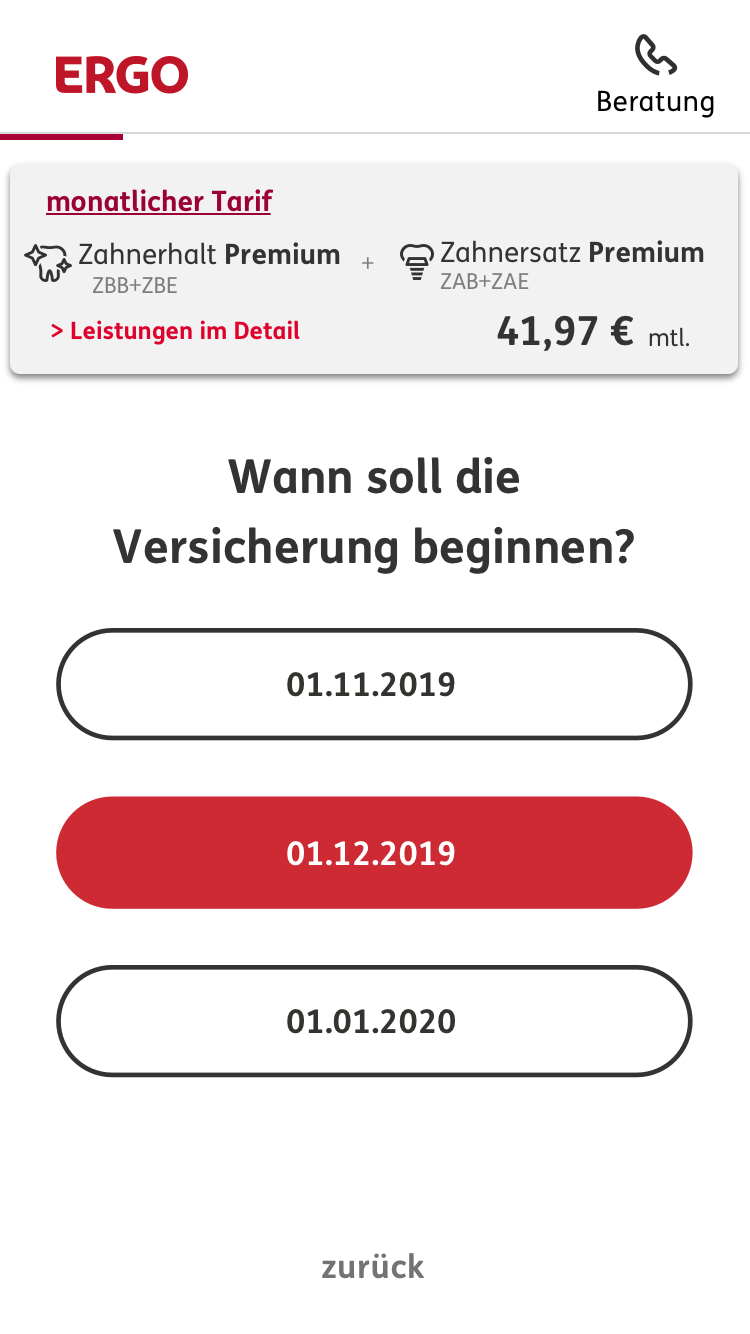 ERGO
Beratung
monatlicher Tarif
Zahnerhalt Premium + Zahnersatz Premium
ZBB+ZBE ZAB+ZAE
> Leistungen im Detail 41,97 € mtl.
Wann soll die
Versicherung beginnen?
01.11.2019
01.12.2019
01.01.2020
zurück